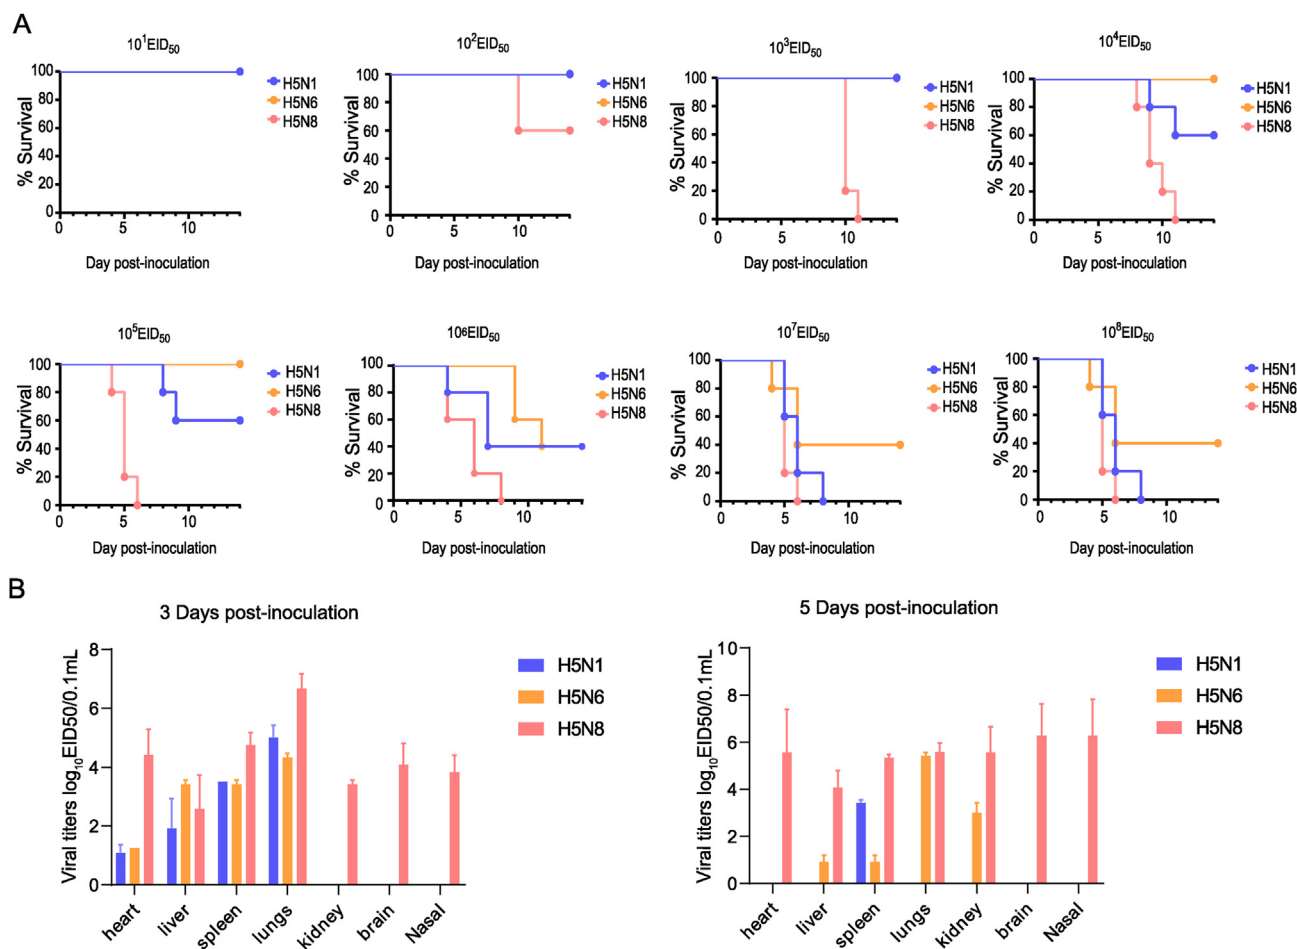 A
10¹EID₅₀
% Survival
100
80
60
40
20
0
0 5 10
Day post-inoculation
H5N1
H5N6
H5N8
10²EID₅₀
% Survival
100
80
60
40
20
0
0 5 10
Day post-inoculation
H5N1
H5N6
H5N8
10³EID₅₀
% Survival
100
80
60
40
20
0
0 5 10
Day post-inoculation
H5N1
H5N6
H5N8
10⁴EID₅₀
% Survival
100
80
60
40
20
0
0 5 10
Day post-inoculation
H5N1
H5N6
H5N8
10⁵EID₅₀
% Survival
100
80
60
40
20
0
0 5 10
Day post-inoculation
H5N1
H5N6
H5N8
10⁶EID₅₀
% Survival
100
80
60
40
20
0
0 5 10
Day post-inoculation
H5N1
H5N6
H5N8
10⁷EID₅₀
% Survival
100
80
60
40
20
0
0 5 10
Day post-inoculation
H5N1
H5N6
H5N8
10⁸EID₅₀
% Survival
100
80
60
40
20
0
0 5 10
Day post-inoculation
H5N1
H5N6
H5N8
B
3 Days post-inoculation
Viral titers log₁₀EID50/0.1mL
8
6
4
2
0
heart liver spleen lungs kidney brain Nasal
H5N1
H5N6
H5N8
5 Days post-inoculation
Viral titers log₁₀EID50/0.1mL
10
8
6
4
2
0
heart liver spleen lungs kidney brain Nasal
H5N1
H5N6
H5N8